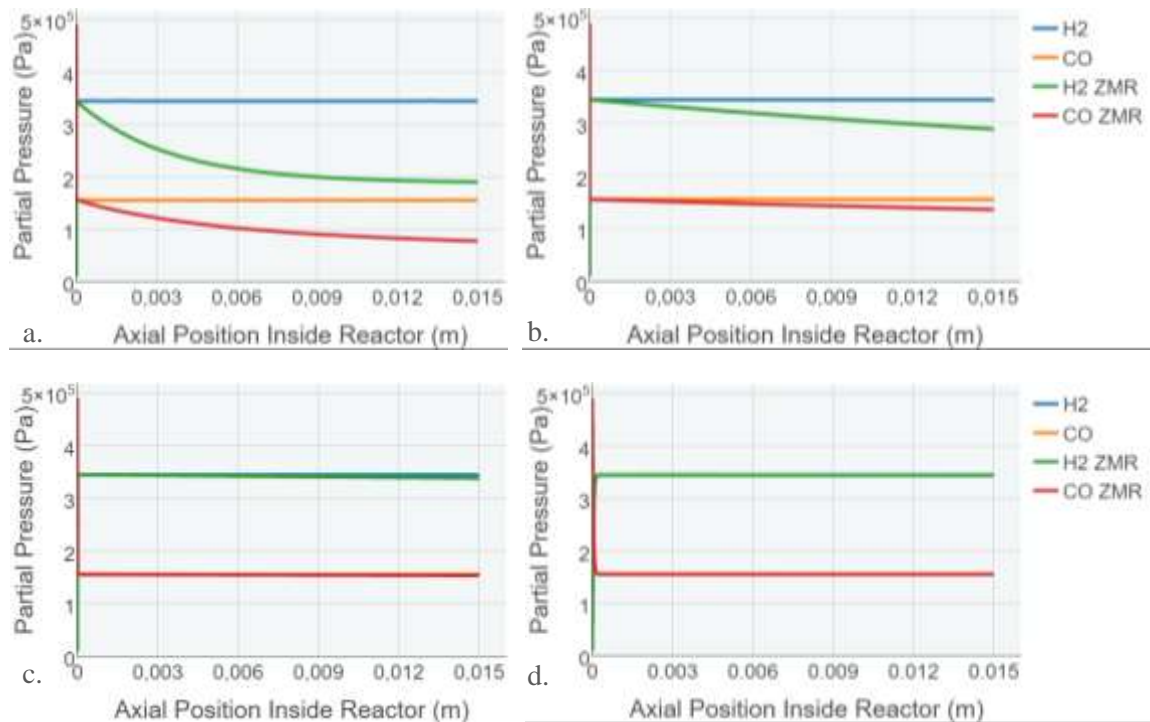 5×10⁵
4
3
2
1
0
Partial Pressure (Pa)
0 0,003 0,006 0,009 0,012 0,015
Axial Position Inside Reactor (m)
a.
5×10⁵
4
3
2
1
0
Partial Pressure (Pa)
0 0,003 0,006 0,009 0,012 0,015
Axial Position Inside Reactor (m)
b.
H2
CO
H2 ZMR
CO ZMR
5×10⁵
4
3
2
1
0
Partial Pressure (Pa)
0 0.003 0.006 0.009 0.012 0.015
Axial Position Inside Reactor (m)
c.
5×10⁵
4
3
2
1
0
Partial Pressure (Pa)
0 0.003 0.006 0.009 0.012 0.015
Axial Position Inside Reactor (m)
d.
H2
CO
H2 ZMR
CO ZMR